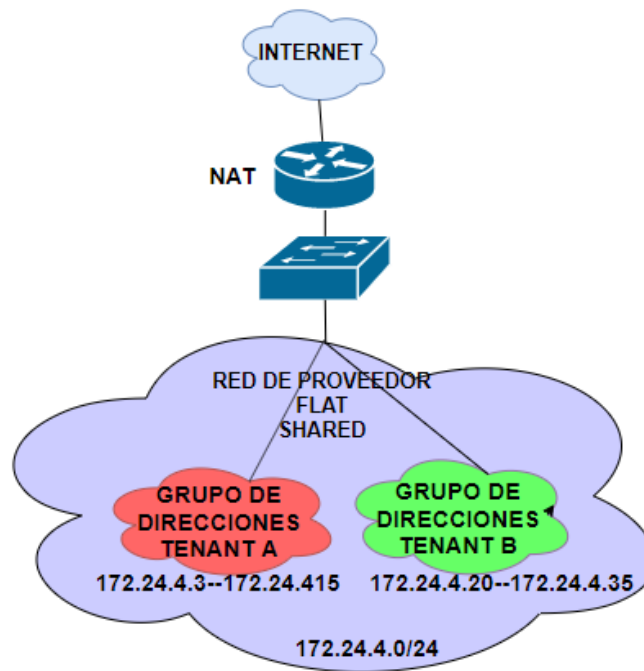 INTERNET
NAT
RED DE PROVEEDOR
FLAT
SHARED
GRUPO DE
DIRECCIONES
TENANT A
GRUPO DE
DIRECCIONES
TENANT B
172.24.4.3--172.24.415
172.24.4.20--172.24.4.35
172.24.4.0/24